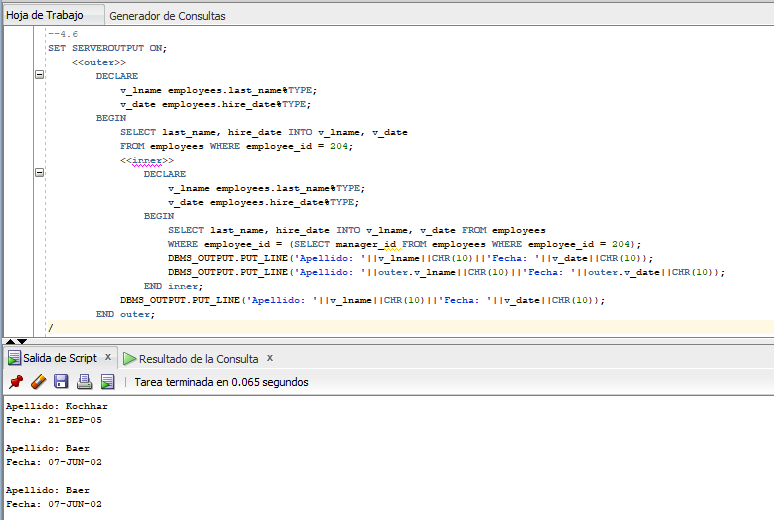 Hoja de Trabajo Generador de Consultas
--4.6
SET SERVEROUTPUT ON;
<<outer>>
DECLARE
v_lname employees.last_name%TYPE;
v_date employees.hire_date%TYPE;
BEGIN
SELECT last_name, hire_date INTO v_lname, v_date
FROM employees WHERE employee_id = 204;
<<inner>>
DECLARE
v_lname employees.last_name%TYPE;
v_date employees.hire_date%TYPE;
BEGIN
SELECT last_name, hire_date INTO v_lname, v_date FROM employees
WHERE employee_id = (SELECT manager_id FROM employees WHERE employee_id = 204);
DBMS_OUTPUT.PUT_LINE('Apellido: '||v_lname||CHR(10)||'Fecha: '||v_date||CHR(10));
DBMS_OUTPUT.PUT_LINE('Apellido: '||outer.v_lname||CHR(10)||'Fecha: '||outer.v_date||CHR(10));
END inner;
DBMS_OUTPUT.PUT_LINE('Apellido: '||v_lname||CHR(10)||'Fecha: '||v_date||CHR(10));
END outer;
/
Salida de Script x Resultado de la Consulta x
Tarea terminada en 0.065 segundos
Apellido: Kochhar
Fecha: 21-SEP-05
Apellido: Baer
Fecha: 07-JUN-02
Apellido: Baer
Fecha: 07-JUN-02